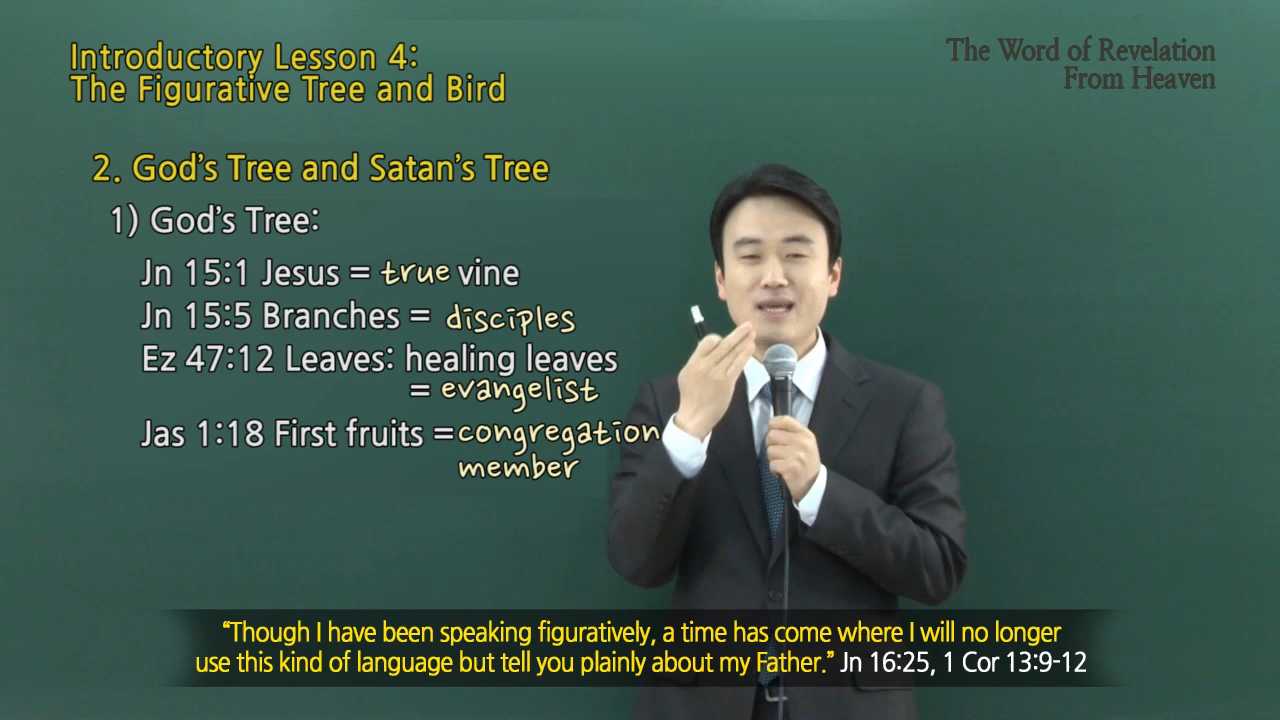 Introductory Lesson 4:
The Figurative Tree and Bird
The Word of Revelation
From Heaven
2. God's Tree and Satan's Tree
1) God's Tree:
Jn 15:1 Jesus = true vine
Jn 15:5 Branches = disciples
Ez 47:12 Leaves: healing leaves
= evangelist
Jas 1:18 First fruits =congregation
member
“Though I have been speaking figuratively, a time has come where I will no longer
use this kind of language but tell you plainly about my Father.” Jn 16:25, 1 Cor 13:9-12